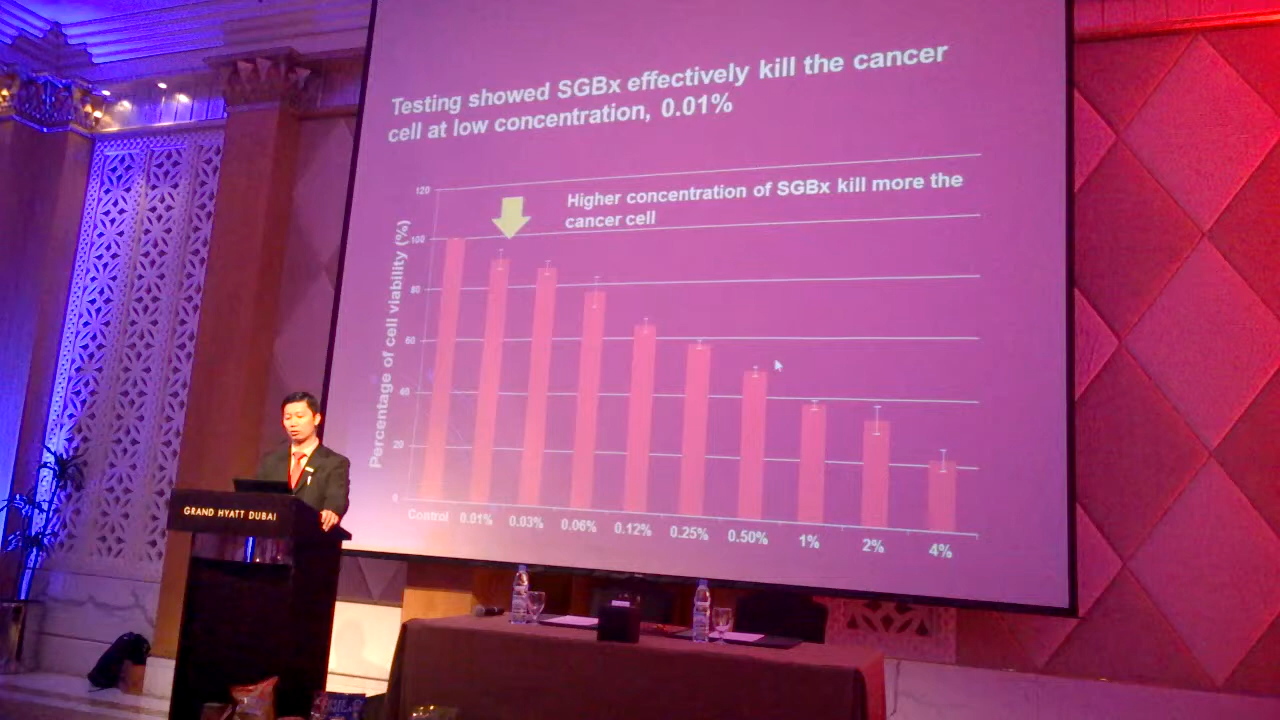 Testing showed SGBx effectively kill the cancer
cell at low concentration, 0.01%
Higher concentration of SGBx kill more the
cancer cell
Percentage of cell viability (%)
120
100
80
60
40
20
0
Control 0.01% 0.03% 0.06% 0.12% 0.25% 0.50% 1% 2% 4%
GRAND HYATT DUBAI